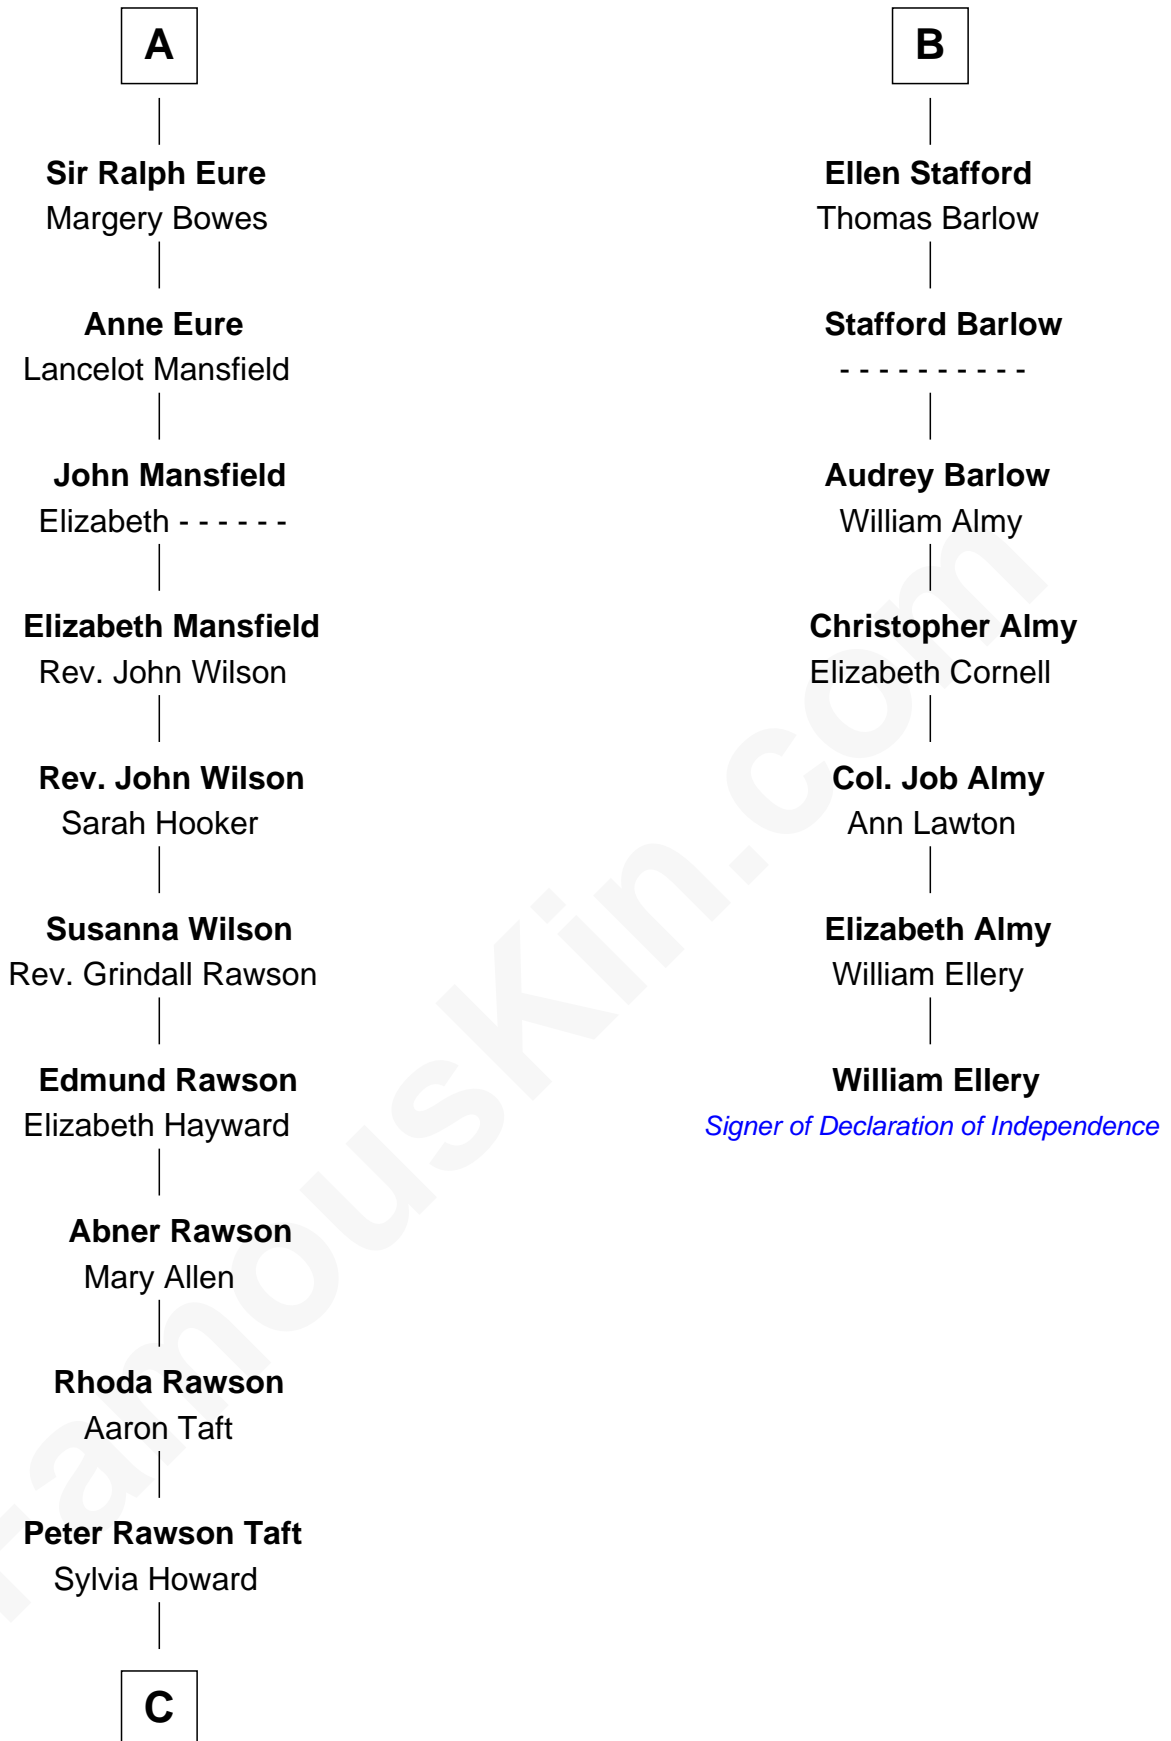 A
Sir Ralph Eure
Margery Bowes
Anne Eure
Lancelot Mansfield
John Mansfield
Elizabeth - - - - - -
Elizabeth Mansfield
Rev. John Wilson
Rev. John Wilson
Sarah Hooker
Susanna Wilson
Rev. Grindall Rawson
Edmund Rawson
Elizabeth Hayward
Abner Rawson
Mary Allen
Rhoda Rawson
Aaron Taft
Peter Rawson Taft
Sylvia Howard
C
B
Ellen Stafford
Thomas Barlow
Stafford Barlow
- - - - - - - - - -
Audrey Barlow
William Almy
Christopher Almy
Elizabeth Cornell
Col. Job Almy
Ann Lawton
Elizabeth Almy
William Ellery
William Ellery
Signer of Declaration of Independence
FamousKin.com